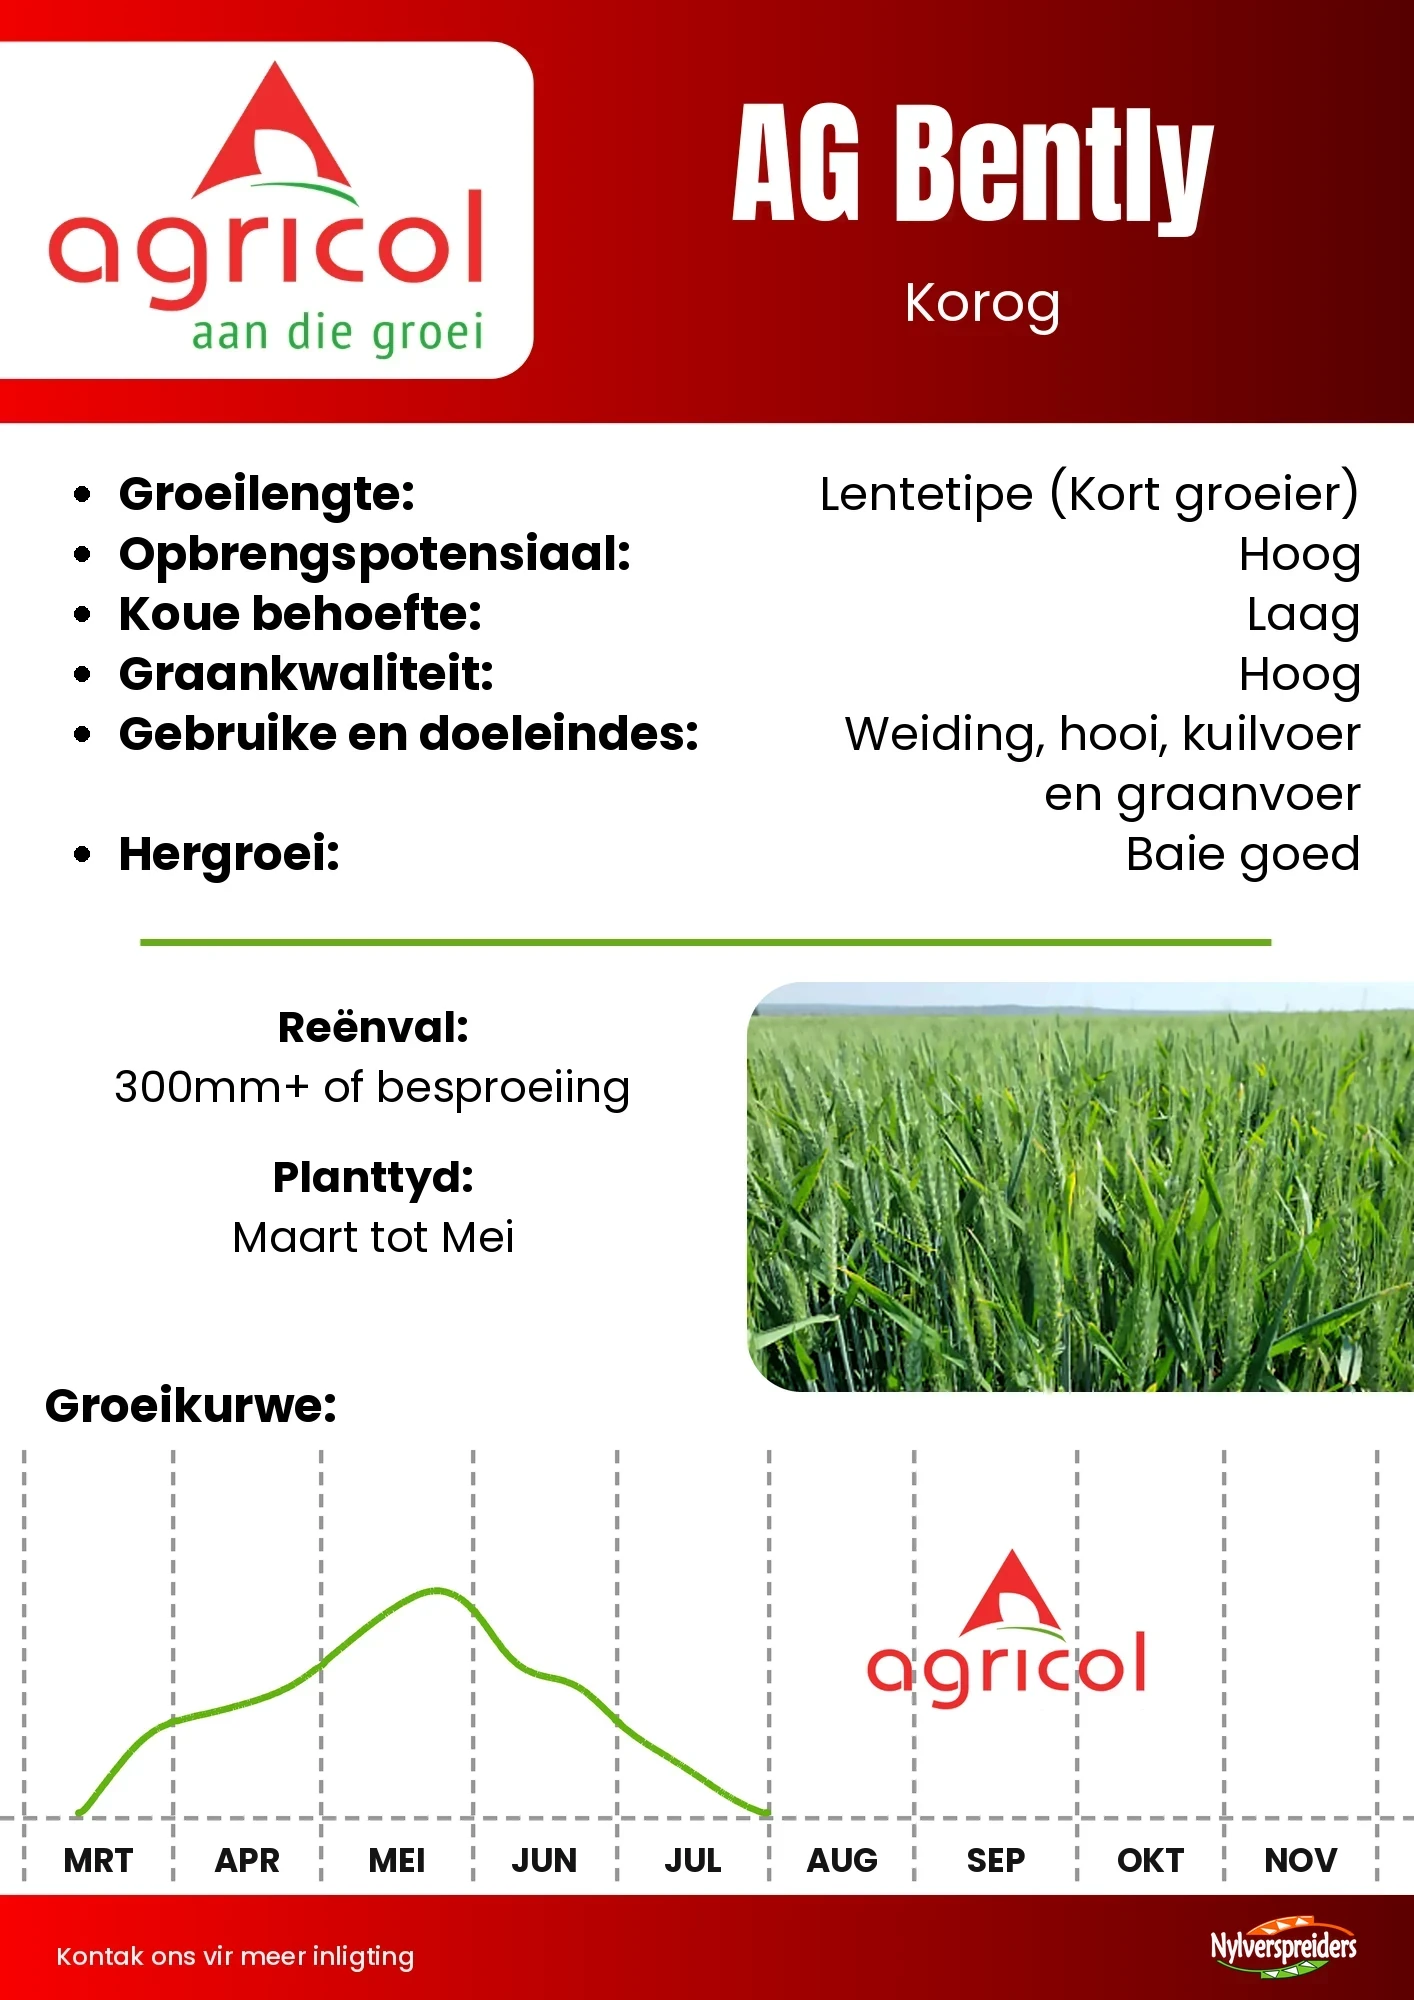 agricol
aan die groei
AG Bently
Korog
• Groeilengte: Lentetipe (Kort groeier)
• Opbrengspotensiaal: Hoog
• Koue behoefte: Laag
• Graankwaliteit: Hoog
• Gebruike en doeleindes: Weiding, hooi, kuilvoer
en graanvoer
• Hergroei: Baie goed
Reënval:
300mm+ of besproeiing
Planttyd:
Maart tot Mei
Groeikurwe:
agricol
MRT APR MEI JUN JUL AUG SEP OKT NOV
Kontak ons vir meer inligting
Nylverspreiders